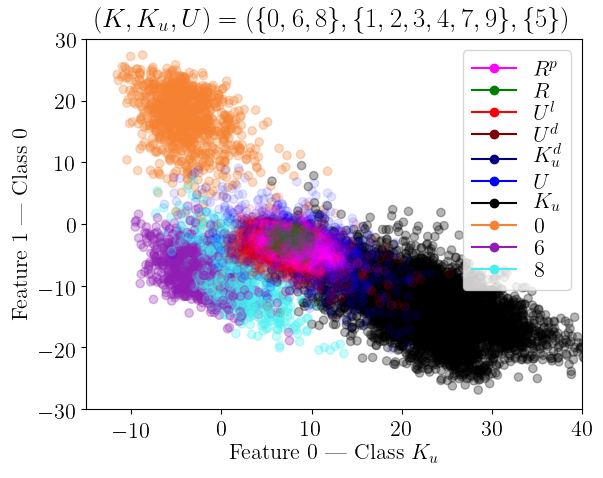 (K, K_u, U) = ({0, 6, 8}, {1, 2, 3, 4, 7, 9}, {5})
30
20
10
0
−10
−20
−30
−10
0
10
20
30
40
Feature 1 — Class 0
Feature 0 — Class K_u
R^p
R
U^l
U^d
K_u^d
U
K_u
0
6
8